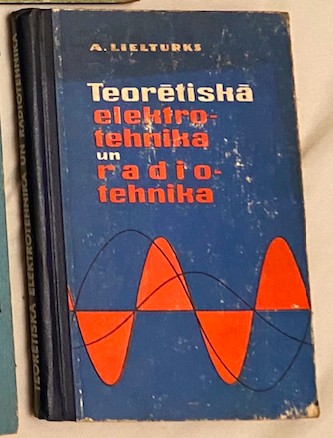 A. LIELTURKS
Teorētiskā
elektro-
tehnika
un
radio-
tehnika
TEORĒTISKĀ ELEKTROTEHNIKA UN RADIOTEHNIKA